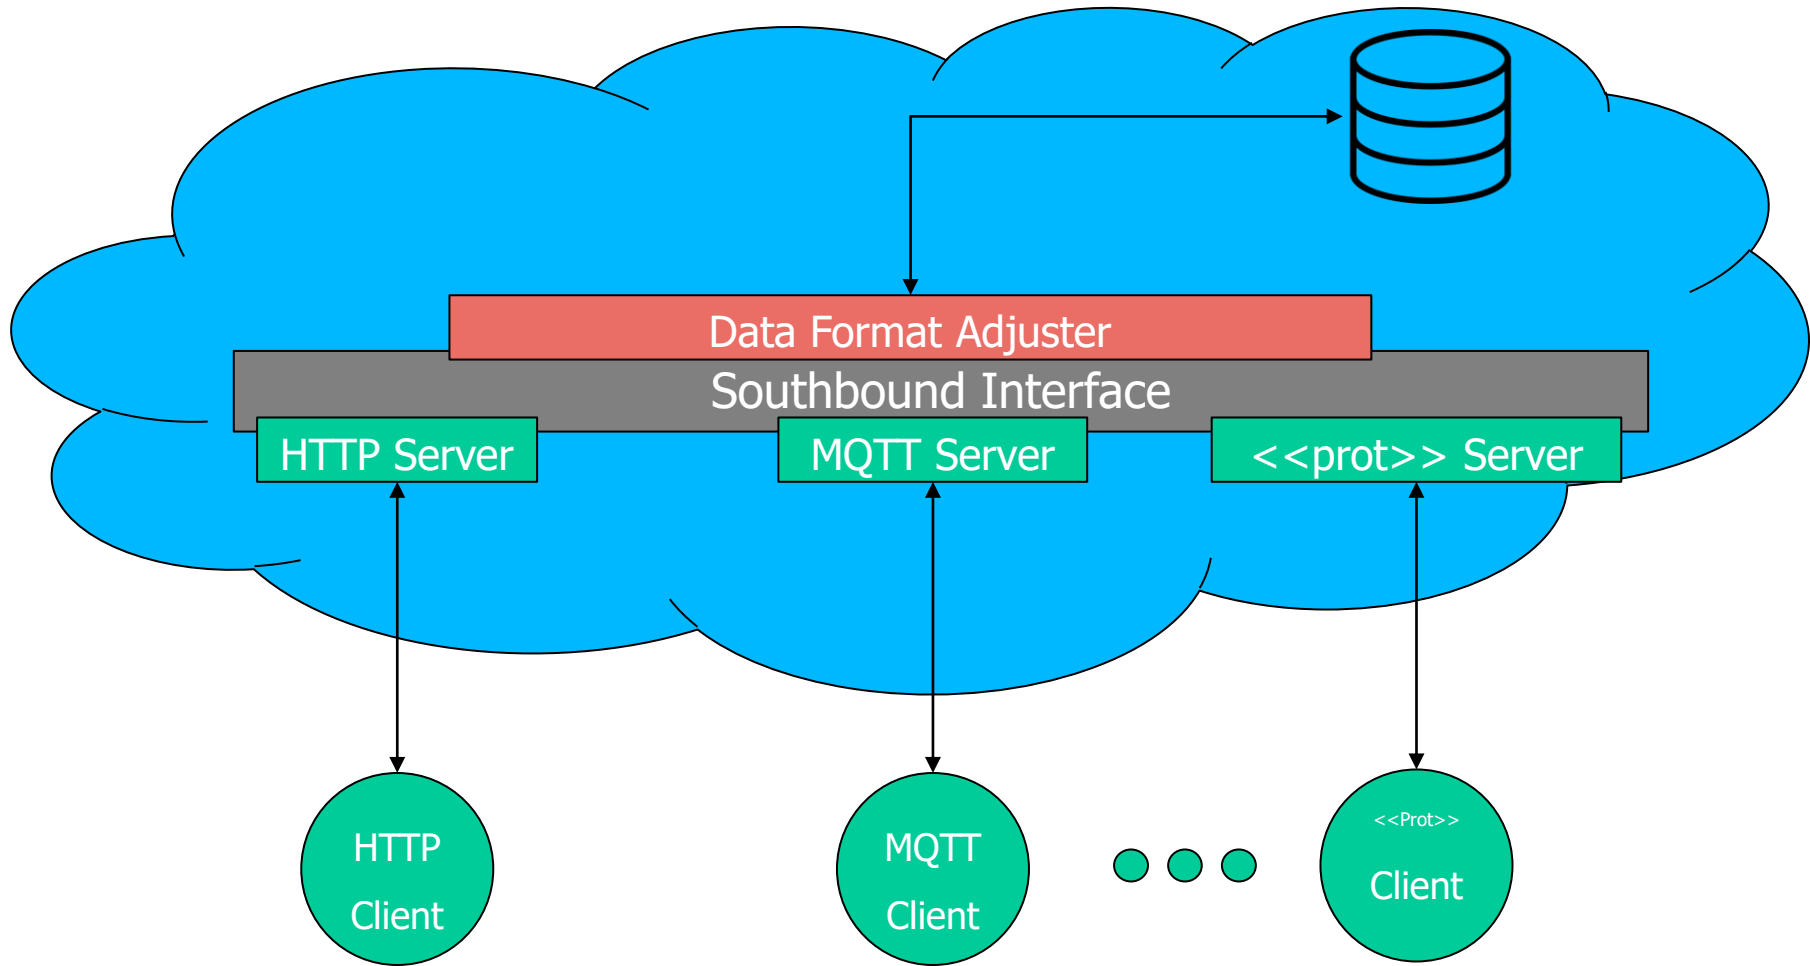 Data Format Adjuster
Southbound Interface
HTTP Server
MQTT Server
<<prot>> Server
HTTP
Client
MQTT
Client
<<Prot>>
Client